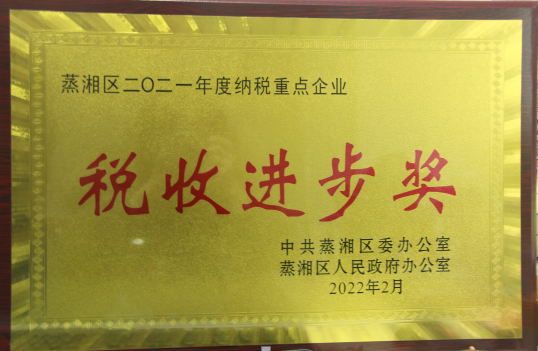 蒸湘区二〇二一年度纳税重点企业
税收进步奖
中共蒸湘区委办公室
蒸湘区人民政府办公室
2022年2月